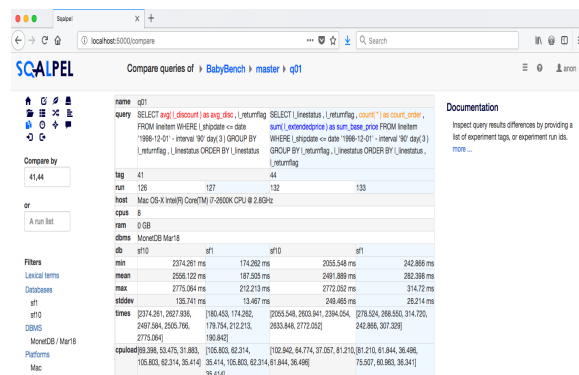 Sqalpel
localhost:5000/compare
Search
SQALPEL
Compare queries of BabyBench master q01
anon
Compare by
41,44
or
A run list
Filters
Lexical terms
Databases
sf1
sf10
DBMS
MonetDB / Mar18
Platforms
Mac
name q01
query SELECT avg( l_discount ) as avg_disc , l_returnflag SELECT l_linestatus , l_returnflag , count(*) as count_order ,
FROM lineitem WHERE l_shipdate <= date sum( l_extendedprice ) as sum_base_price FROM lineitem
'1998-12-01' - interval '90' day( 3 ) GROUP BY WHERE l_shipdate <= date '1998-12-01' - interval '90' day( 3 )
l_returnflag , l_linestatus ORDER BY l_linestatus GROUP BY l_returnflag , l_linestatus ORDER BY l_linestatus ,
l_returnflag
tag 41 44
run 126 127 132 133
host Mac OS-X Intel(R) Core(TM) i7-2600K CPU @ 2.8GHz
cpus 8
ram 0 GB
dbms MonetDB Mar18
db sf10 sf1 sf10 sf1
min 2374.261 ms 174.262 ms 2055.548 ms 242.866 ms
mean 2556.122 ms 187.505 ms 2491.889 ms 282.398 ms
max 2775.064 ms 212.213 ms 2772.052 ms 314.72 ms
stddev 135.741 ms 13.467 ms 249.465 ms 26.214 ms
times [2374.261, 2627.936, [180.453, 174.262, [2055.548, 2603.941, 2394.054, [278.524, 268.550, 314.720,
2497.584, 2505.766, 179.754, 212.213, 2633.848, 2772.052] 242.866, 307.329]
2775.064] 190.842]
cpuload [69.398, 53.475, 31.883, [105.803, 62.314, [102.942, 64.774, 37.057, 81.210, [81.210, 61.844, 36.496,
105.803, 62.314, 35.414] 35.414, 105.803, 62.314, 61.844, 36.496] 75.507, 60.983, 36.341]
35.414]
Documentation
Inspect query results differences by providing a
list of experiment tags, or experiment run ids.
more ...